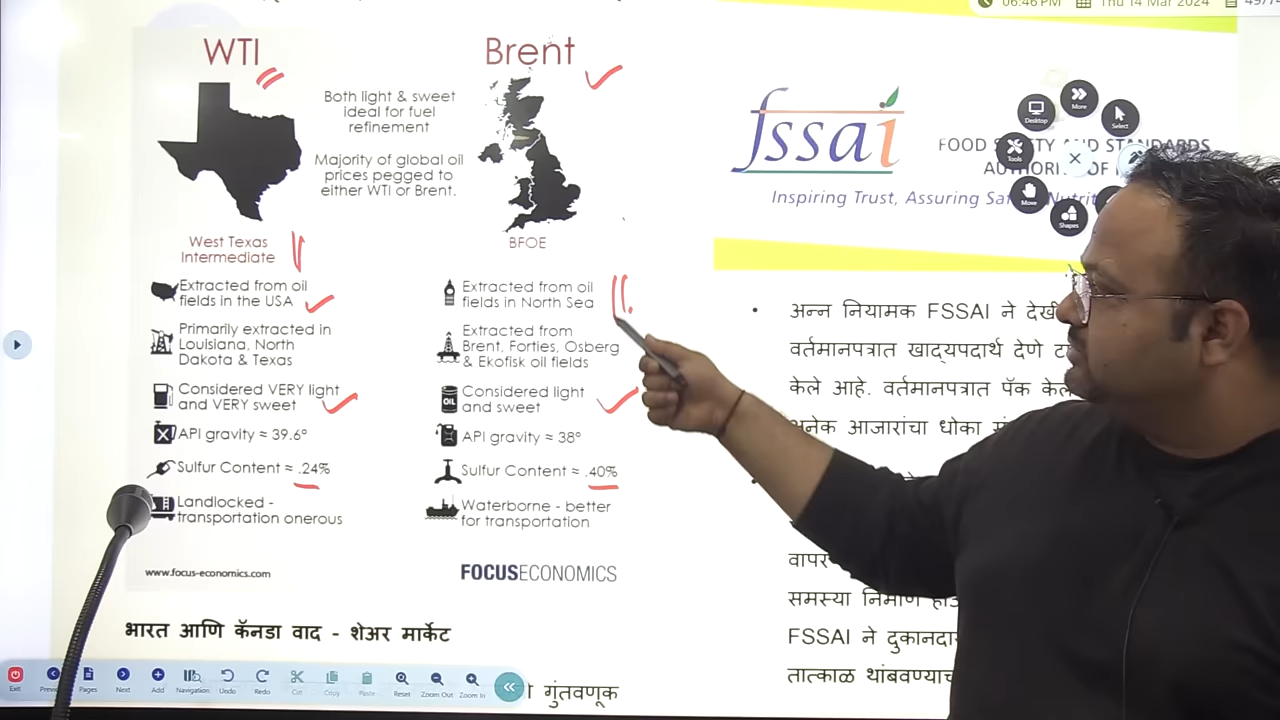 06:46 PM Thu 14 Mar 2024
WTI
Both light & sweet
ideal for fuel
refinement
Majority of global oil
prices pegged to
either WTI or Brent.
West Texas
Intermediate
Extracted from oil
fields in the USA
Primarily extracted in
Louisiana, North
Dakota & Texas
Considered VERY light
and VERY sweet
API gravity ≈ 39.6°
Sulfur Content ≈ .24%
Landlocked -
transportation onerous
www.focus-economics.com
Brent
BFOE
Extracted from oil
fields in North Sea
Extracted from
Brent, Forties, Osberg
& Ekofisk oil fields
Considered light
and sweet
API gravity ≈ 38°
Sulfur Content ≈ .40%
Waterborne - better
for transportation
FOCUSECONOMICS
भारत आणि कॅनडा वाद - शेअर मार्केट
गुंतवणूक
fssai
FOOD
AUTHORI
Inspiring Trust, Assuring
More
Desktop
Select
Tools
Move
Shapes
• अन्न नियामक FSSAI ने
वर्तमानपत्रात खाद्यपदार्थ देणे
केले आहे. वर्तमानपत्रात पॅक
अनेक आजारांचा धोका
समस्या निर्माण
FSSAI ने
तात्काळ
Exit Pages Next Add Navigation Undo Redo Cut Copy Paste Reset Zoom Out Zoom In